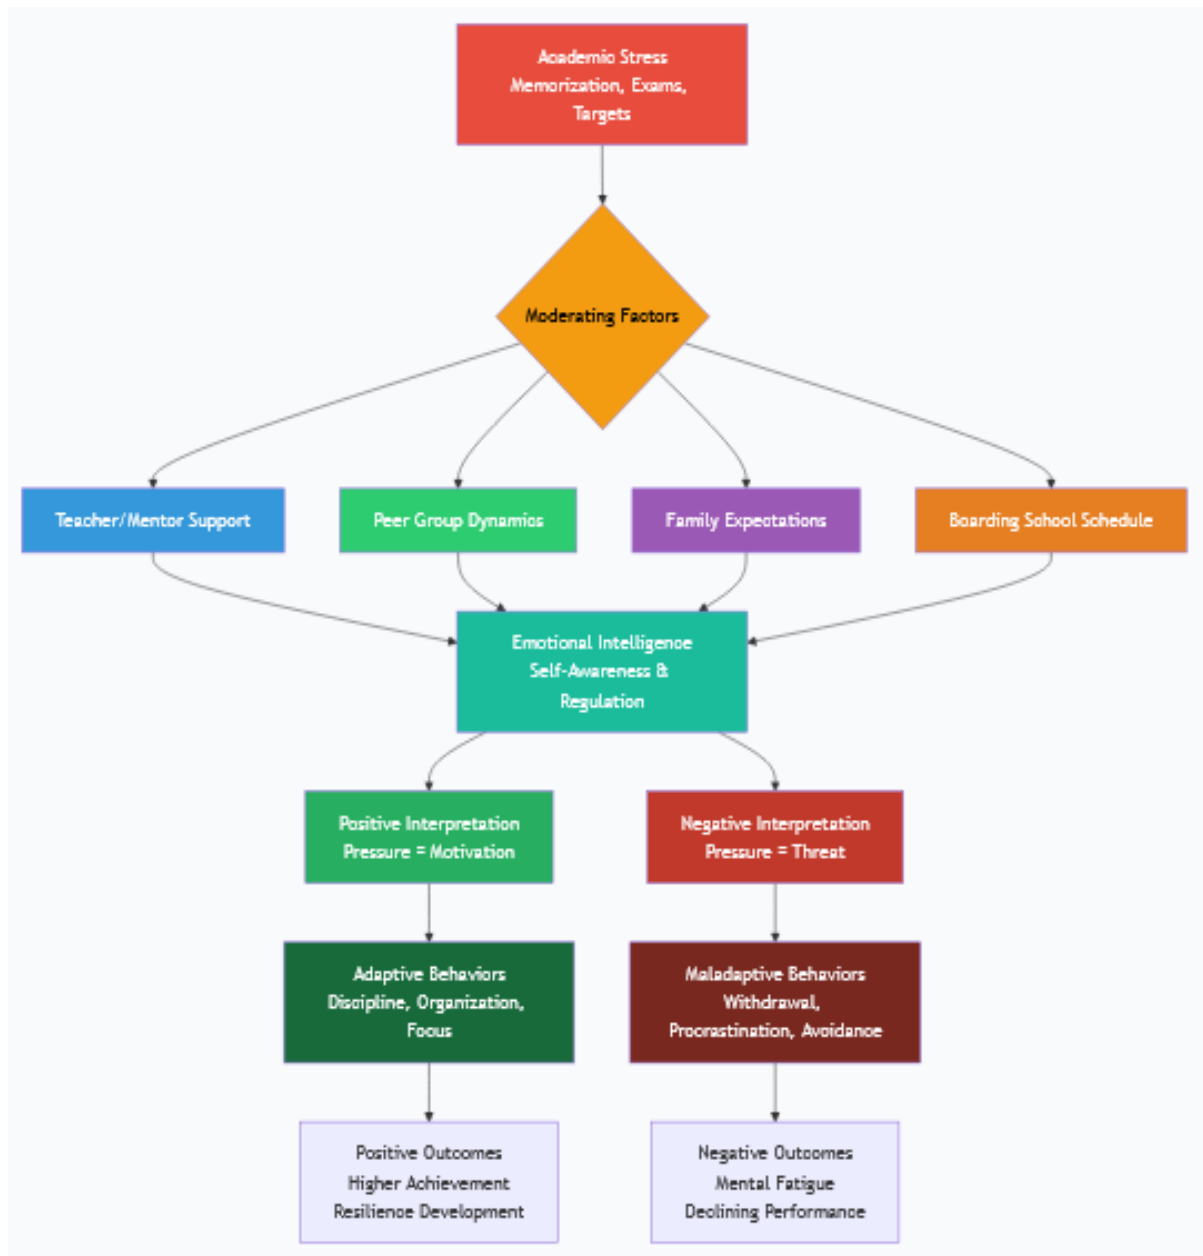 Academic Stress
Memorization, Exams,
Targets
Moderating Factors
Teacher/Mentor Support
Peer Group Dynamics
Family Expectations
Boarding School Schedule
Emotional Intelligence
Self-Awareness &
Regulation
Positive Interpretation
Pressure = Motivation
Negative Interpretation
Pressure = Threat
Adaptive Behaviors
Discipline, Organization,
Focus
Maladaptive Behaviors
Withdrawal,
Procrastination, Avoidance
Positive Outcomes
Higher Achievement
Resilience Development
Negative Outcomes
Mental Fatigue
Declining Performance